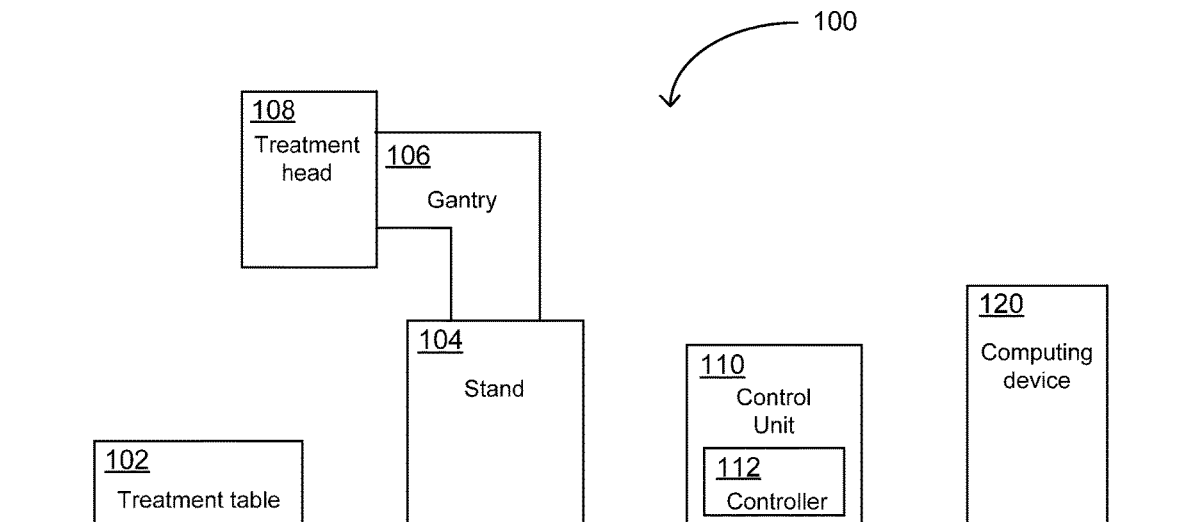 100
108
Treatment
head
106
Gantry
104
Stand
120
Computing
device
110
Control
Unit
112
Controller
102
Treatment table